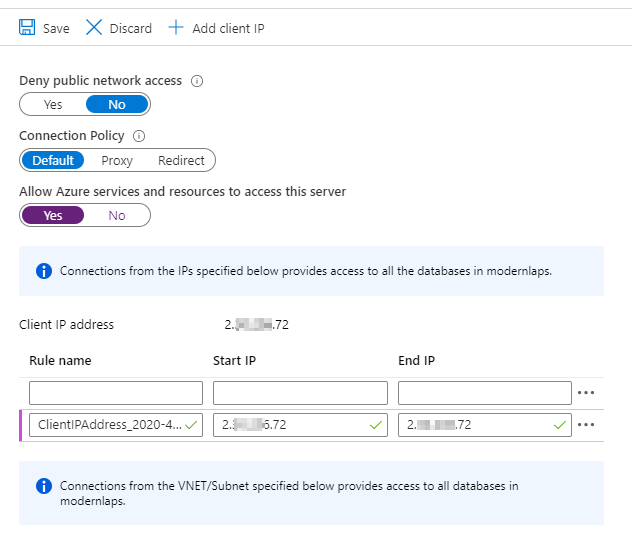 Save Discard Add client IP
Deny public network access
Yes No
Connection Policy
Default Proxy Redirect
Allow Azure services and resources to access this server
Yes No
Connections from the IPs specified below provides access to all the databases in modernlaps.
Client IP address 2. .72
Rule name Start IP End IP
ClientIPAddress_2020-4... 2. 6.72 2. .72
Connections from the VNET/Subnet specified below provides access to all databases in
modernlaps.